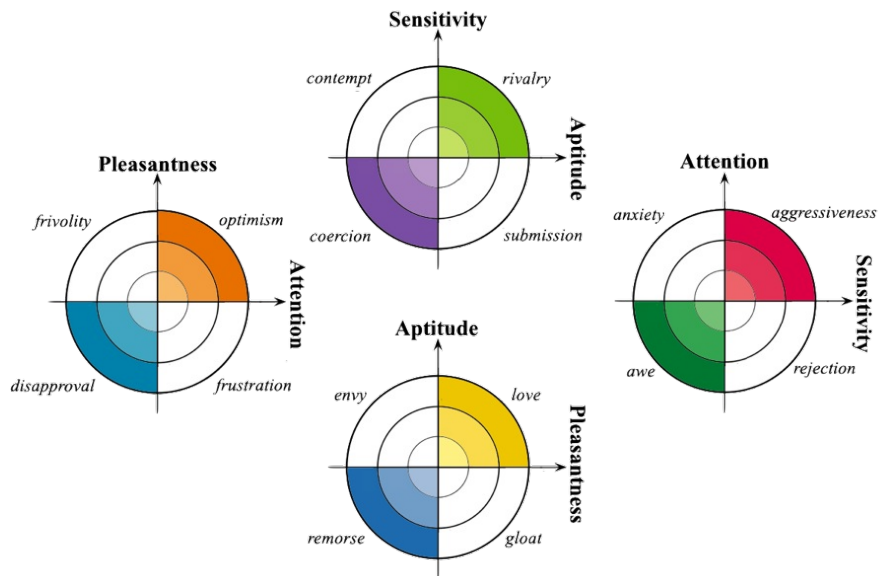 Sensitivity
contempt
rivalry
Aptitude
coercion
submission
Pleasantness
frivolity
optimism
Attention
disapproval
frustration
Attention
anxiety
aggressiveness
Sensitivity
awe
rejection
Aptitude
envy
love
Pleasantness
remorse
gloat